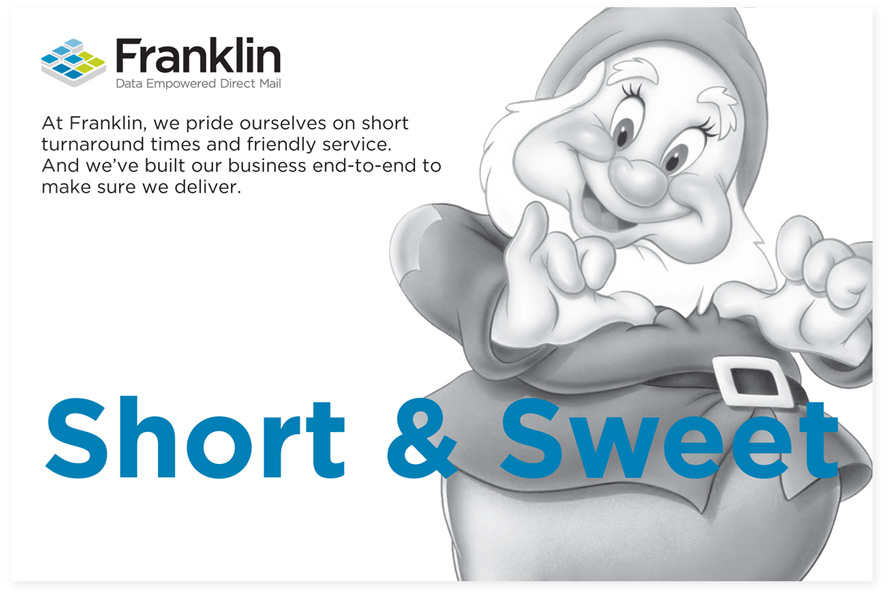 Franklin
Data Empowered Direct Mail
At Franklin, we pride ourselves on short
turnaround times and friendly service.
And we’ve built our business end-to-end to
make sure we deliver.
Short & Sweet